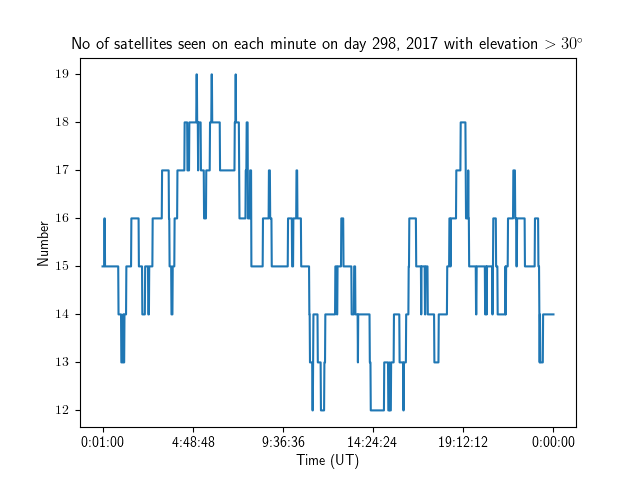 No of satellites seen on each minute on day 298, 2017 with elevation > 30°
19
18
17
16
15
14
13
12
Number
0:01:00 4:48:48 9:36:36 14:24:24 19:12:12 0:00:00
Time (UT)